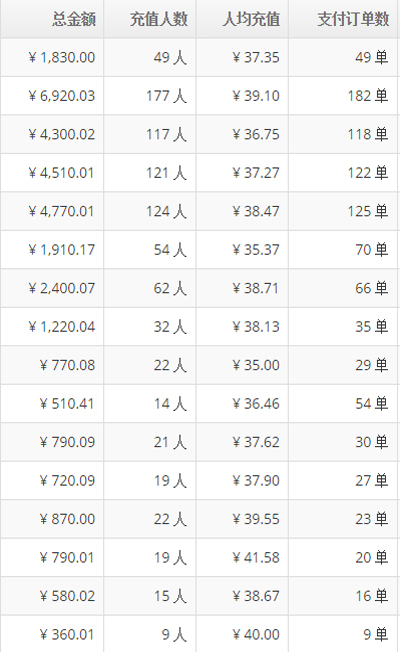 总金额 充值人数 人均充值 支付订单数
¥ 1,830.00 49 人 ¥ 37.35 49 单
¥ 6,920.03 177 人 ¥ 39.10 182 单
¥ 4,300.02 117 人 ¥ 36.75 118 单
¥ 4,510.01 121 人 ¥ 37.27 122 单
¥ 4,770.01 124 人 ¥ 38.47 125 单
¥ 1,910.17 54 人 ¥ 35.37 70 单
¥ 2,400.07 62 人 ¥ 38.71 66 单
¥ 1,220.04 32 人 ¥ 38.13 35 单
¥ 770.08 22 人 ¥ 35.00 29 单
¥ 510.41 14 人 ¥ 36.46 54 单
¥ 790.09 21 人 ¥ 37.62 30 单
¥ 720.09 19 人 ¥ 37.90 27 单
¥ 870.00 22 人 ¥ 39.55 23 单
¥ 790.01 19 人 ¥ 41.58 20 单
¥ 580.02 15 人 ¥ 38.67 16 单
¥ 360.01 9 人 ¥ 40.00 9 单